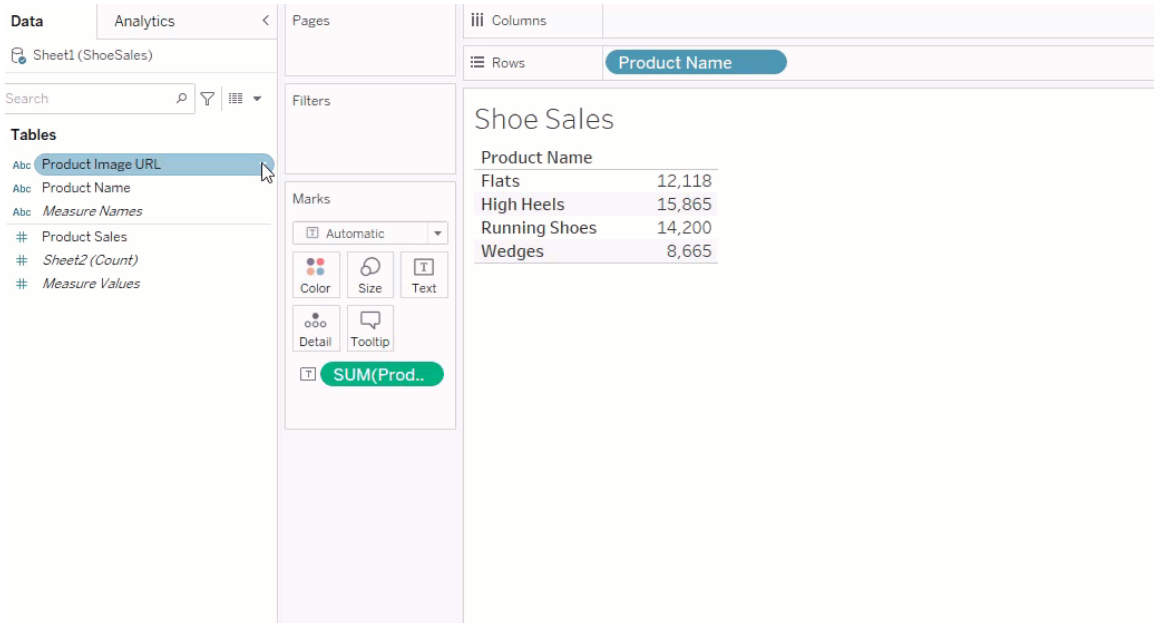 Data Analytics <
Sheet1 (ShoeSales)
Search
Tables
Abc Product Image URL
Abc Product Name
Abc Measure Names
# Product Sales
# Sheet2 (Count)
# Measure Values
Pages
Filters
Marks
T Automatic
Color Size T Text
Detail Tooltip
T SUM(Prod..
iii Columns
Rows Product Name
Shoe Sales
Product Name
Flats 12,118
High Heels 15,865
Running Shoes 14,200
Wedges 8,665